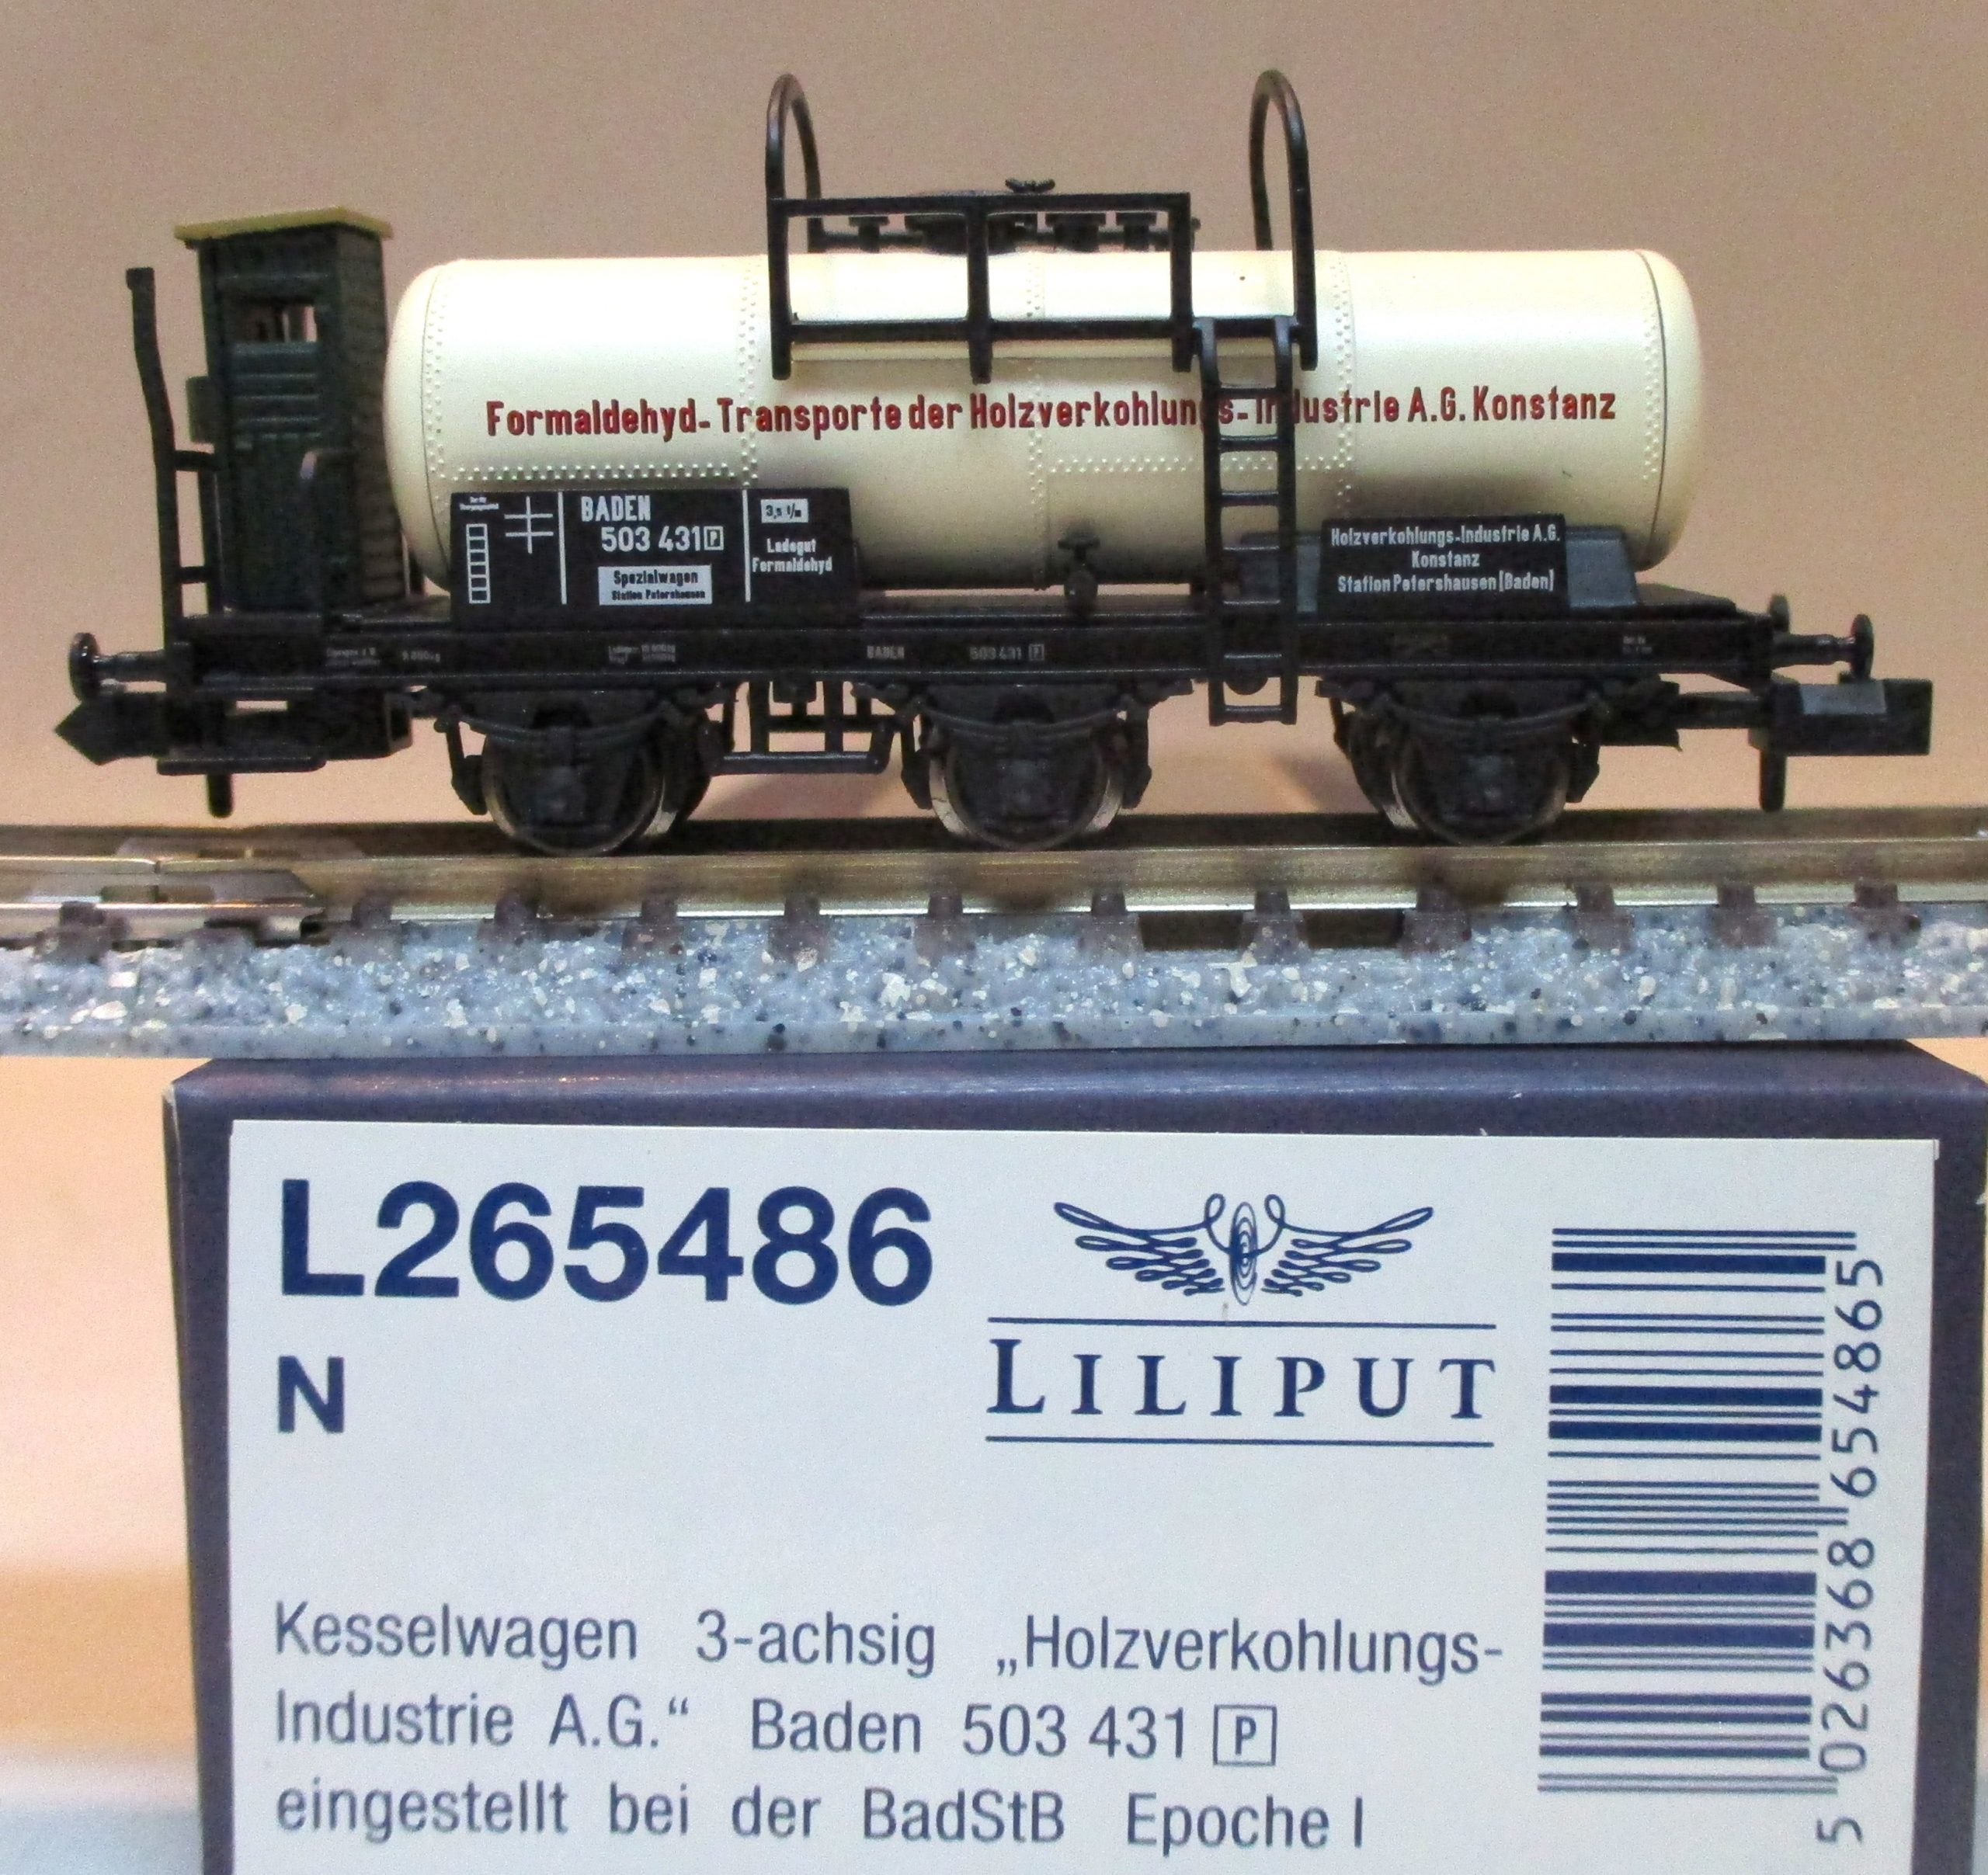 Formaldehyd-Transporte der Holzverkohlungs-Industrie A.G. Konstanz
BADEN
503 431 P
Spezialwagen
Station Petershausen
Ladegut
Formaldehyd
Holzverkohlungs-Industrie A.G.
Konstanz
Station Petershausen (Baden)
BADEN 503 431 P
L265486
N
LILIPUT
Kesselwagen 3-achsig „Holzverkohlungs-
Industrie A.G.“ Baden 503 431 P
eingestellt bei der BadStB Epoche I
5 026368 654865